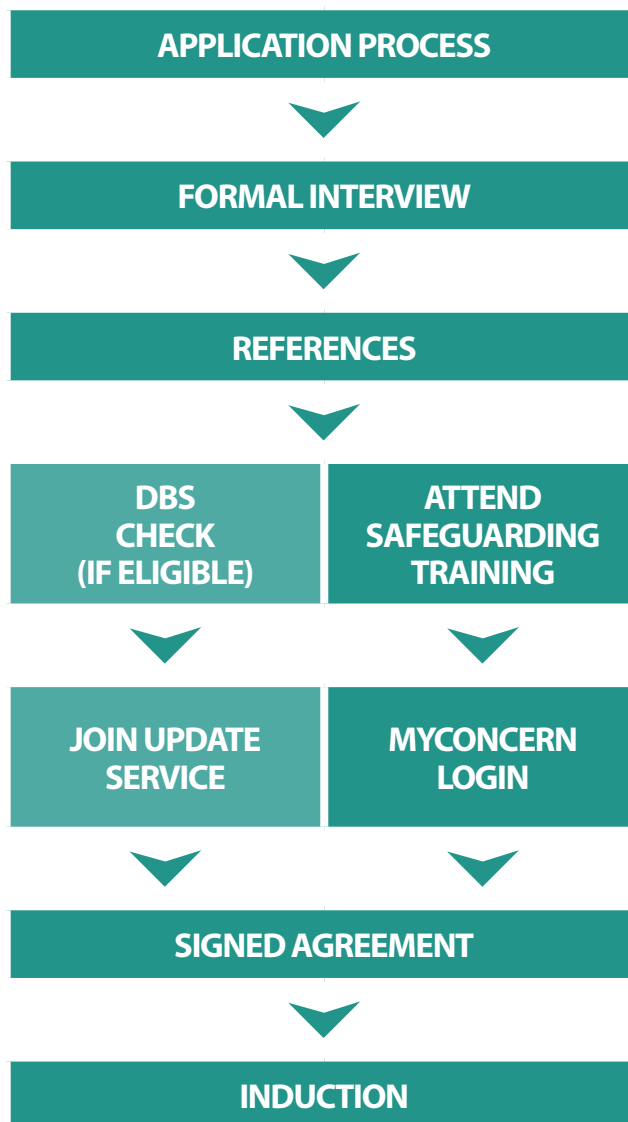 APPLICATION PROCESS
FORMAL INTERVIEW
REFERENCES
DBS
CHECK
(IF ELIGIBLE)
ATTEND
SAFEGUARDING
TRAINING
JOIN UPDATE
SERVICE
MYCONCERN
LOGIN
SIGNED AGREEMENT
INDUCTION